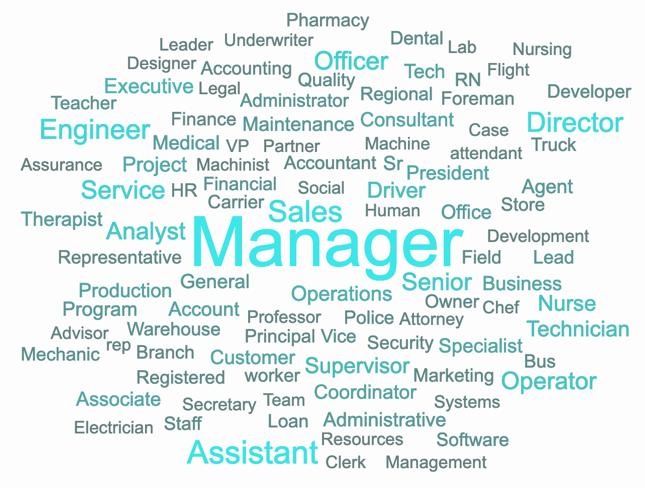 Pharmacy
Leader Underwriter Dental Lab Nursing
Designer Accounting Officer Tech RN Flight
Executive Legal Quality Regional Foreman Developer
Teacher Administrator
Engineer Finance Maintenance Consultant Case Director
Medical VP Partner Machine attendant Truck
Assurance Project Machinist Accountant Sr President
Service HR Financial Social Driver Agent
Carrier Sales Human Office Store
Therapist Analyst Manager Development
Representative Field Lead
Production General Operations Senior Business
Program Account Professor Police Attorney Owner Chef Nurse
Advisor Warehouse Principal Vice Security Specialist Technician
Mechanic rep Branch Customer Supervisor Marketing Bus
Registered worker Operator
Associate Secretary Team Coordinator Systems
Electrician Staff Loan Administrative
Assistant Resources Software
Clerk Management